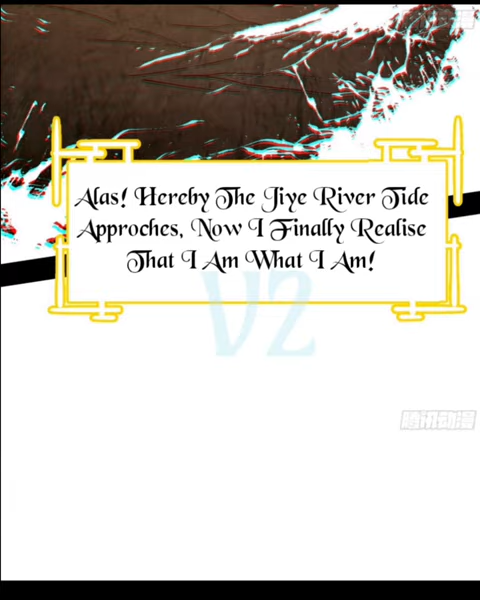 Alas! Hereby The Jiye River Tide
Approches, Now I Finally Realise
That I Am What I Am!
V2
腾讯动漫